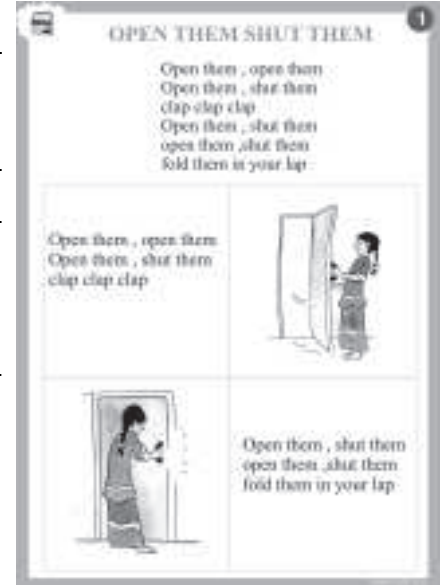 1
OPEN THEM SHUT THEM
Open them , open them
Open them , shut them
clap clap clap
Open them , shut them
open them ,shut them
fold them in your lap
Open them , open them
Open them , shut them
clap clap clap
Open them , shut them
open them ,shut them
fold them in your lap